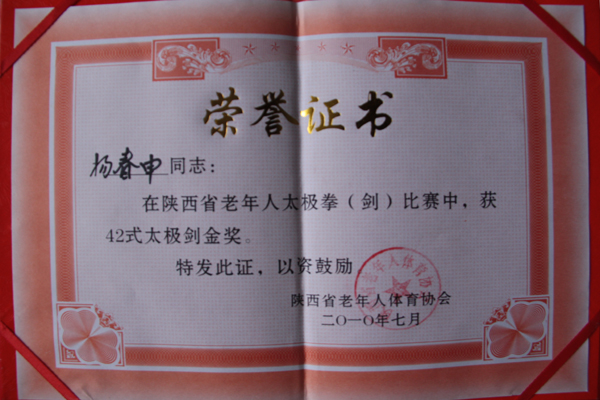 荣誉证书
杨春申同志：
在陕西省老年人太极拳（剑）比赛中，获
42式太极剑金奖。
特发此证，以资鼓励
陕西省老年人体育协会
二〇一〇年七月